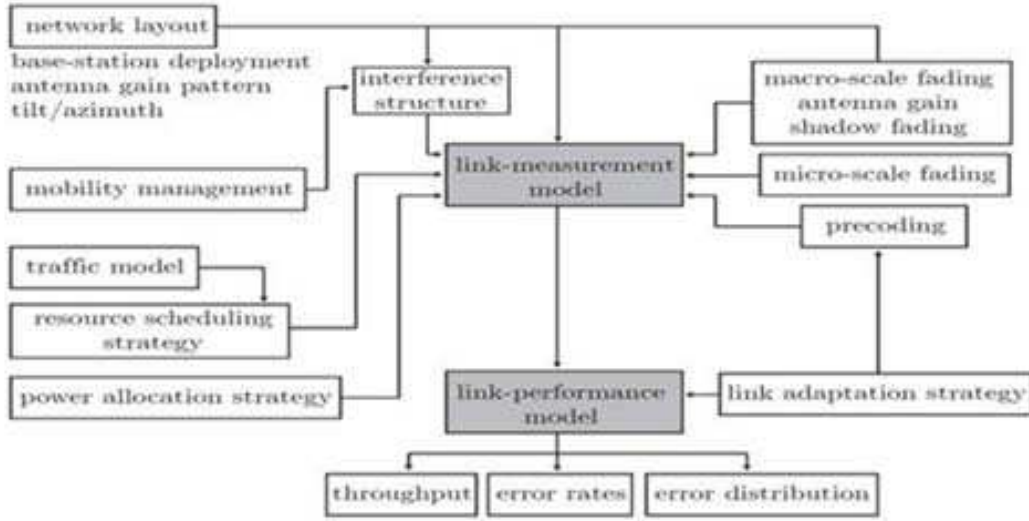 network layout
base-station deployment
antenna gain pattern
tilt/azimuth
interference
structure
macro-scale fading
antenna gain
shadow fading
link-measurement
model
mobility management
micro-scale fading
precoding
traffic model
resource scheduling
strategy
power allocation strategy
link-performance
model
link adaptation strategy
throughput
error rates
error distribution